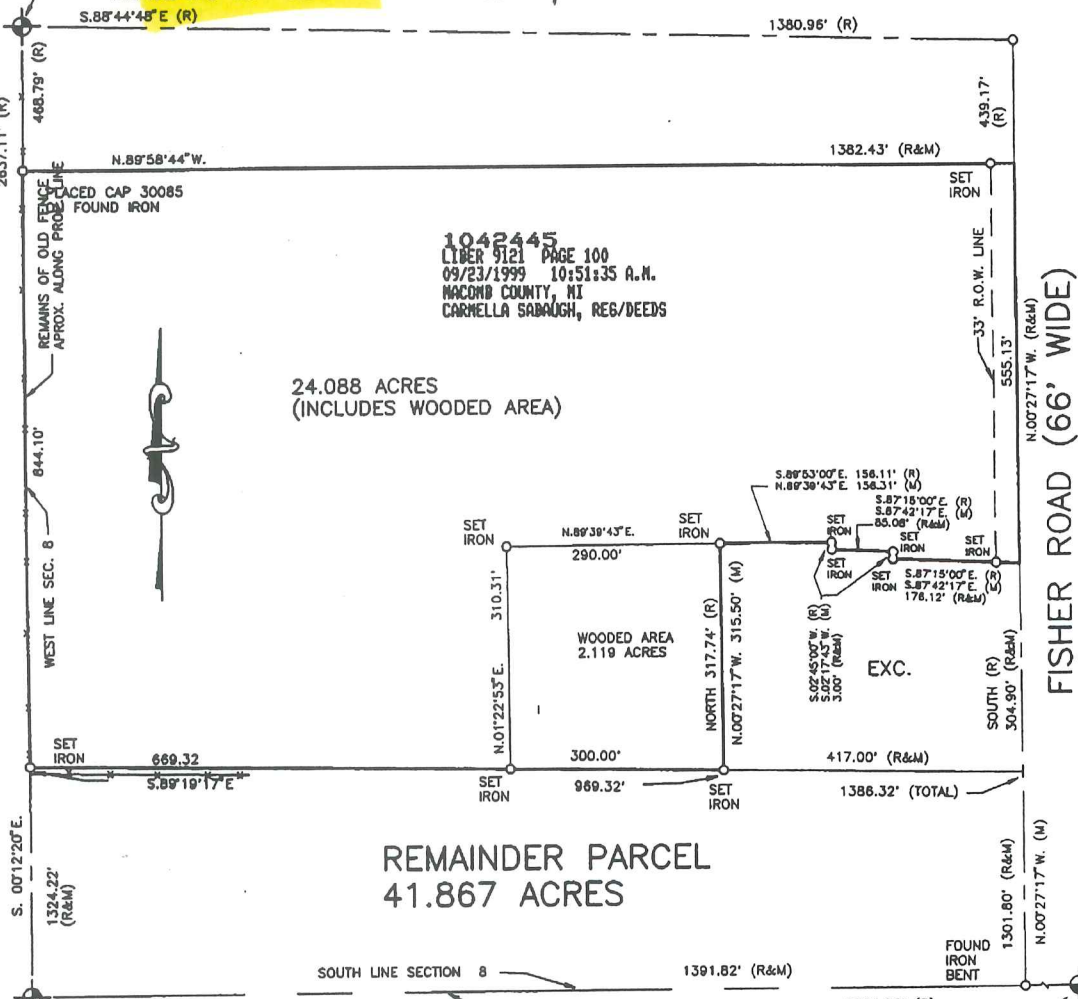 S.88°44'48"E (R)
1380.96' (R)
2637.11' (R)
468.79' (R)
439.17'
(R)
N.89°58'44"W.
1382.43' (R&M)
PLACED CAP 30085
FOUND IRON
SET
IRON
REMAINS OF OLD FENCE
APROX. ALONG PROP. LINE
1042445
LIBER 9121 PAGE 100
09/23/1999 10:51:35 A.M.
MACOMB COUNTY, MI
CARMELLA SABAUGH, REG/DEEDS
33' R.O.W. LINE
555.13'
N.00°27'17"W. (R&M)
FISHER ROAD (66' WIDE)
24.088 ACRES
(INCLUDES WOODED AREA)
844.10'
WEST LINE SEC. 8
S.89°53'00"E. 156.11' (R)
N.89°39'43"E. 156.31' (M)
S.87°15'00"E. (R)
S.87°42'17"E. (M)
85.08' (R&M)
SET
IRON
N.89°39'43"E.
290.00'
SET
IRON
SET
IRON
SET
IRON
SET
IRON
SET
IRON
SET
IRON
S.87°15'00"E. (R)
S.87°42'17"E. (M)
176.12' (R&M)
310.31'
N.01°22'53"E.
WOODED AREA
2.119 ACRES
NORTH 317.74' (R)
N.00°27'17"W. 315.50' (M)
S.02°45'00"W. (R)
S.02°17'43"W. (M)
3.00' (R&M)
EXC.
SOUTH (R)
304.90' (R&M)
SET
IRON
669.32
S.89°19'17"E
300.00'
417.00' (R&M)
SET
IRON
969.32'
SET
IRON
1386.32' (TOTAL)
S. 00°12'20"E.
1324.22'
(R&M)
REMAINDER PARCEL
41.867 ACRES
1301.80' (R&M)
N.00°27'17"W. (M)
FOUND
IRON
BENT
SOUTH LINE SECTION 8
1391.82' (R&M)